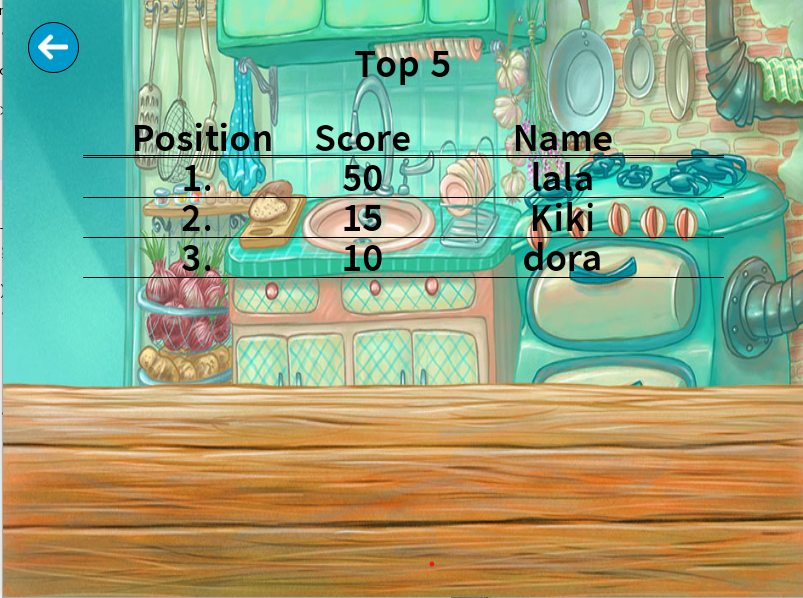 Top 5
Position Score Name
1. 50 lala
2. 15 Kiki
3. 10 dora